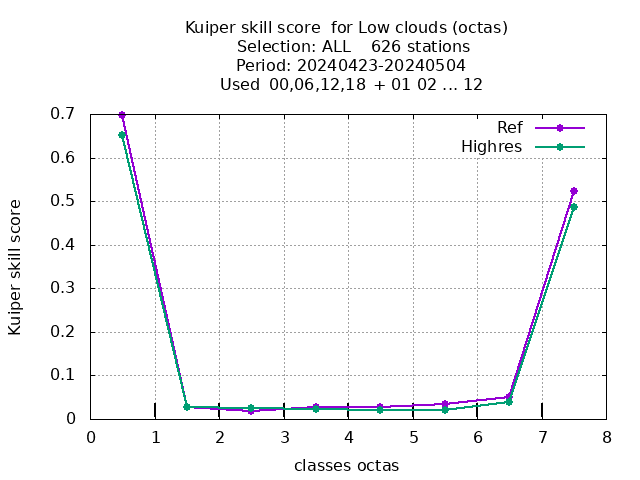 Kuiper skill score  for Low clouds (octas)
Selection: ALL    626 stations
Period: 20240423-20240504
Used  00,06,12,18  + 01 02 ... 12
Ref
Highres
0.7
0.6
0.5
0.4
0.3
0.2
0.1
0
Kuiper skill score
0 1 2 3 4 5 6 7 8
classes octas